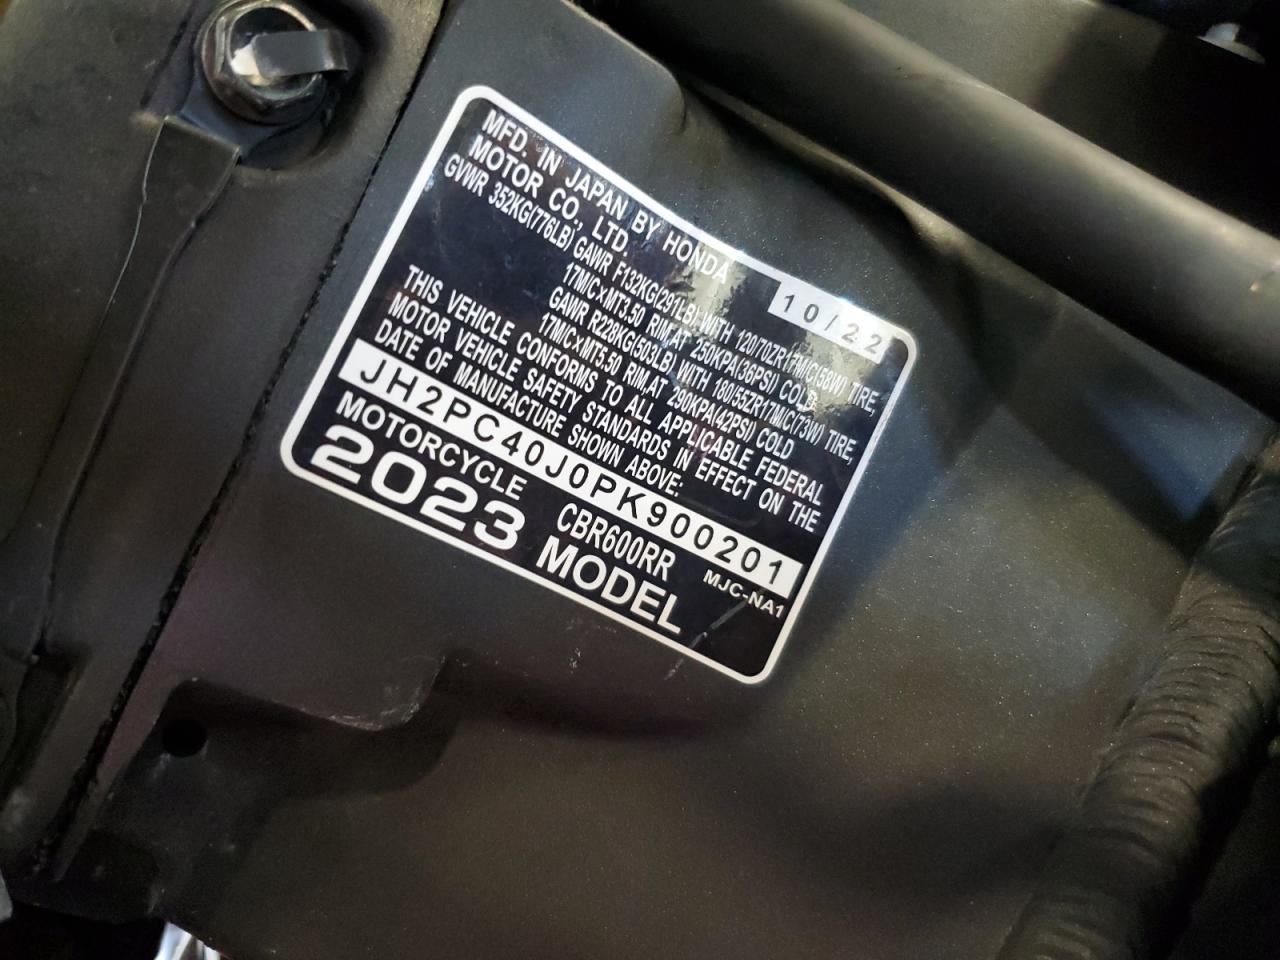 MFD. IN JAPAN BY HONDA
MOTOR CO., LTD. 10/22
GVWR 352KG(776LB) GAWR F132KG(291LB) WITH 120/70ZR17M/C(58W) TIRE,
17M/C×MT3.50 RIM,AT 250KPA(36PSI) COLD
GAWR R228KG(503LB) WITH 180/55ZR17M/C(73W) TIRE,
17M/C×MT5.50 RIM,AT 290KPA(42PSI) COLD
THIS VEHICLE CONFORMS TO ALL APPLICABLE FEDERAL
MOTOR VEHICLE SAFETY STANDARDS IN EFFECT ON THE
DATE OF MANUFACTURE SHOWN ABOVE:
JH2PC40J0PK900201
MOTORCYCLE CBR600RR MJC-NA1
2023 MODEL